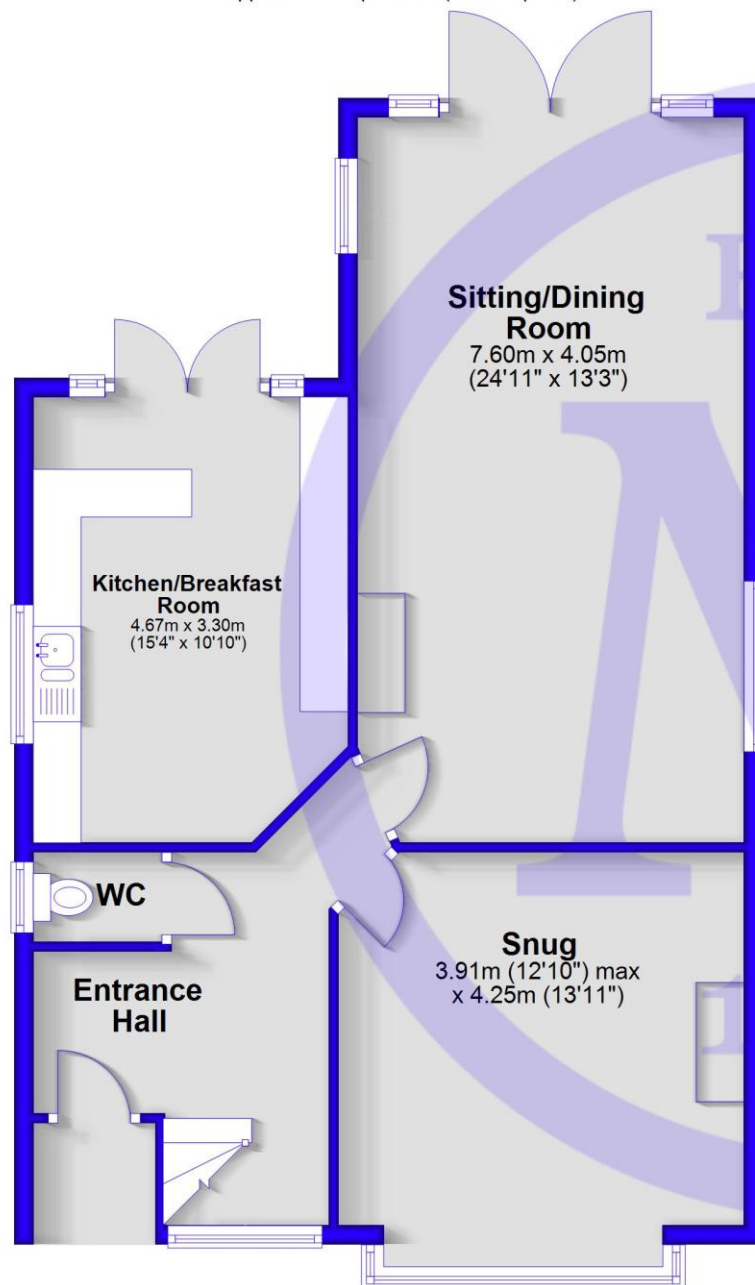 Sitting/Dining
Room
7.60m x 4.05m
(24'11" x 13'3")
Kitchen/Breakfast
Room
4.67m x 3.30m
(15'4" x 10'10")
WC
Snug
3.91m (12'10") max
x 4.25m (13'11")
Entrance
Hall